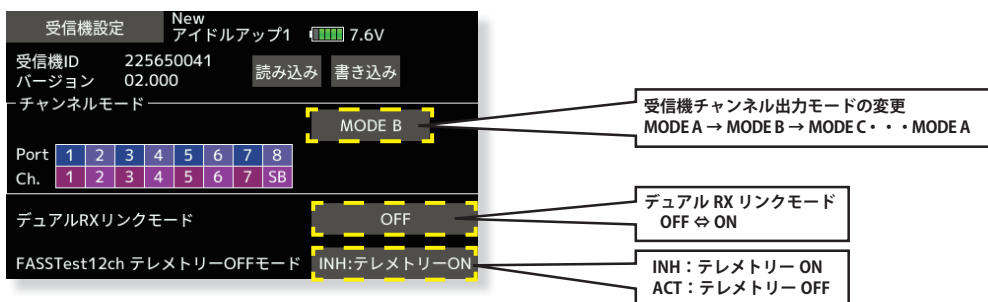 受信機設定
New
アイドルアップ1 7.6V
受信機ID 225650041
バージョン 02.000
読み込み 書き込み
チャンネルモード
MODE B
Port 1 2 3 4 5 6 7 8
Ch. 1 2 3 4 5 6 7 SB
デュアルRXリンクモード OFF
FASSTest12ch テレメトリーOFFモード INH:テレメトリーON
受信機チャンネル出力モードの変更
MODE A → MODE B → MODE C・・・MODE A
デュアル RX リンクモード
OFF ⇔ ON
INH：テレメトリー ON
ACT：テレメトリー OFF